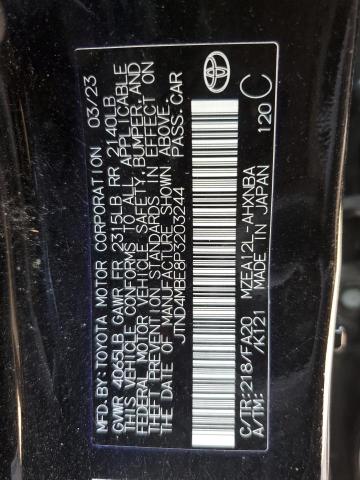 MFD. BY: TOYOTA MOTOR CORPORATION 03/23
GVWR 4065LB GAWR FR 2315LB RR 2140LB
THIS VEHICLE CONFORMS TO ALL APPLICABLE
FEDERAL MOTOR VEHICLE SAFETY, BUMPER, AND
THEFT PREVENTION STANDARDS IN EFFECT ON
THE DATE OF MANUFACTURE SHOWN ABOVE.
JTND4MBE8P3203244 PASS. CAR
C/TR: 218/FA20 MZEA12L-AHXNBA
A/TM: /K121 MADE IN JAPAN
120 C
TOYOTA